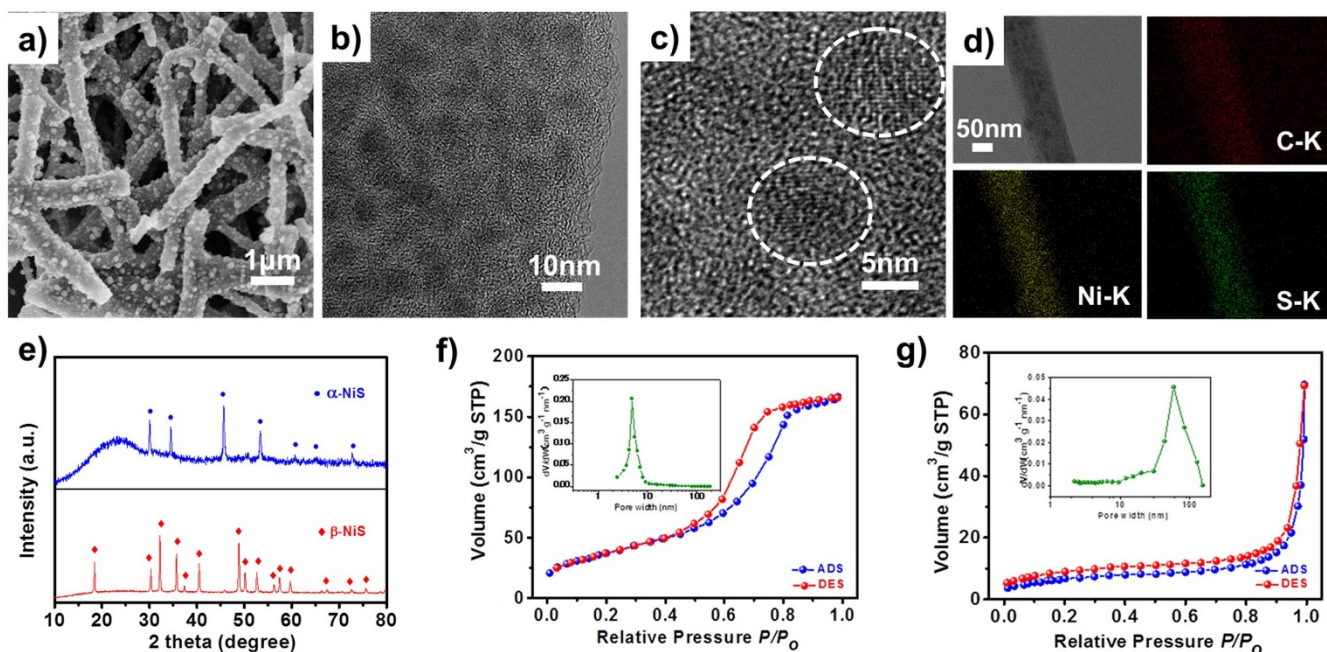 a)
1μm
b)
10nm
c)
5nm
d)
50nm
C-K
Ni-K
S-K
e)
Intensity (a.u.)
α-NiS
β-NiS
10 20 30 40 50 60 70 80
2 theta (degree)
f)
Volume (cm³/g STP)
200
150
100
50
0
0.0 0.2 0.4 0.6 0.8 1.0
Relative Pressure P/Po
ADS
DES
dV/dW(cm³ g⁻¹ nm⁻¹)
0.25
0.20
0.15
0.10
0.05
0.00
1 10 100
Pore width (nm)
g)
Volume (cm³/g STP)
80
60
40
20
0
0.0 0.2 0.4 0.6 0.8 1.0
Relative Pressure P/Po
ADS
DES
dV/dW(cm³ g⁻¹ nm⁻¹)
0.05
0.04
0.03
0.02
0.01
0.00
1 10 100
Pore width (nm)